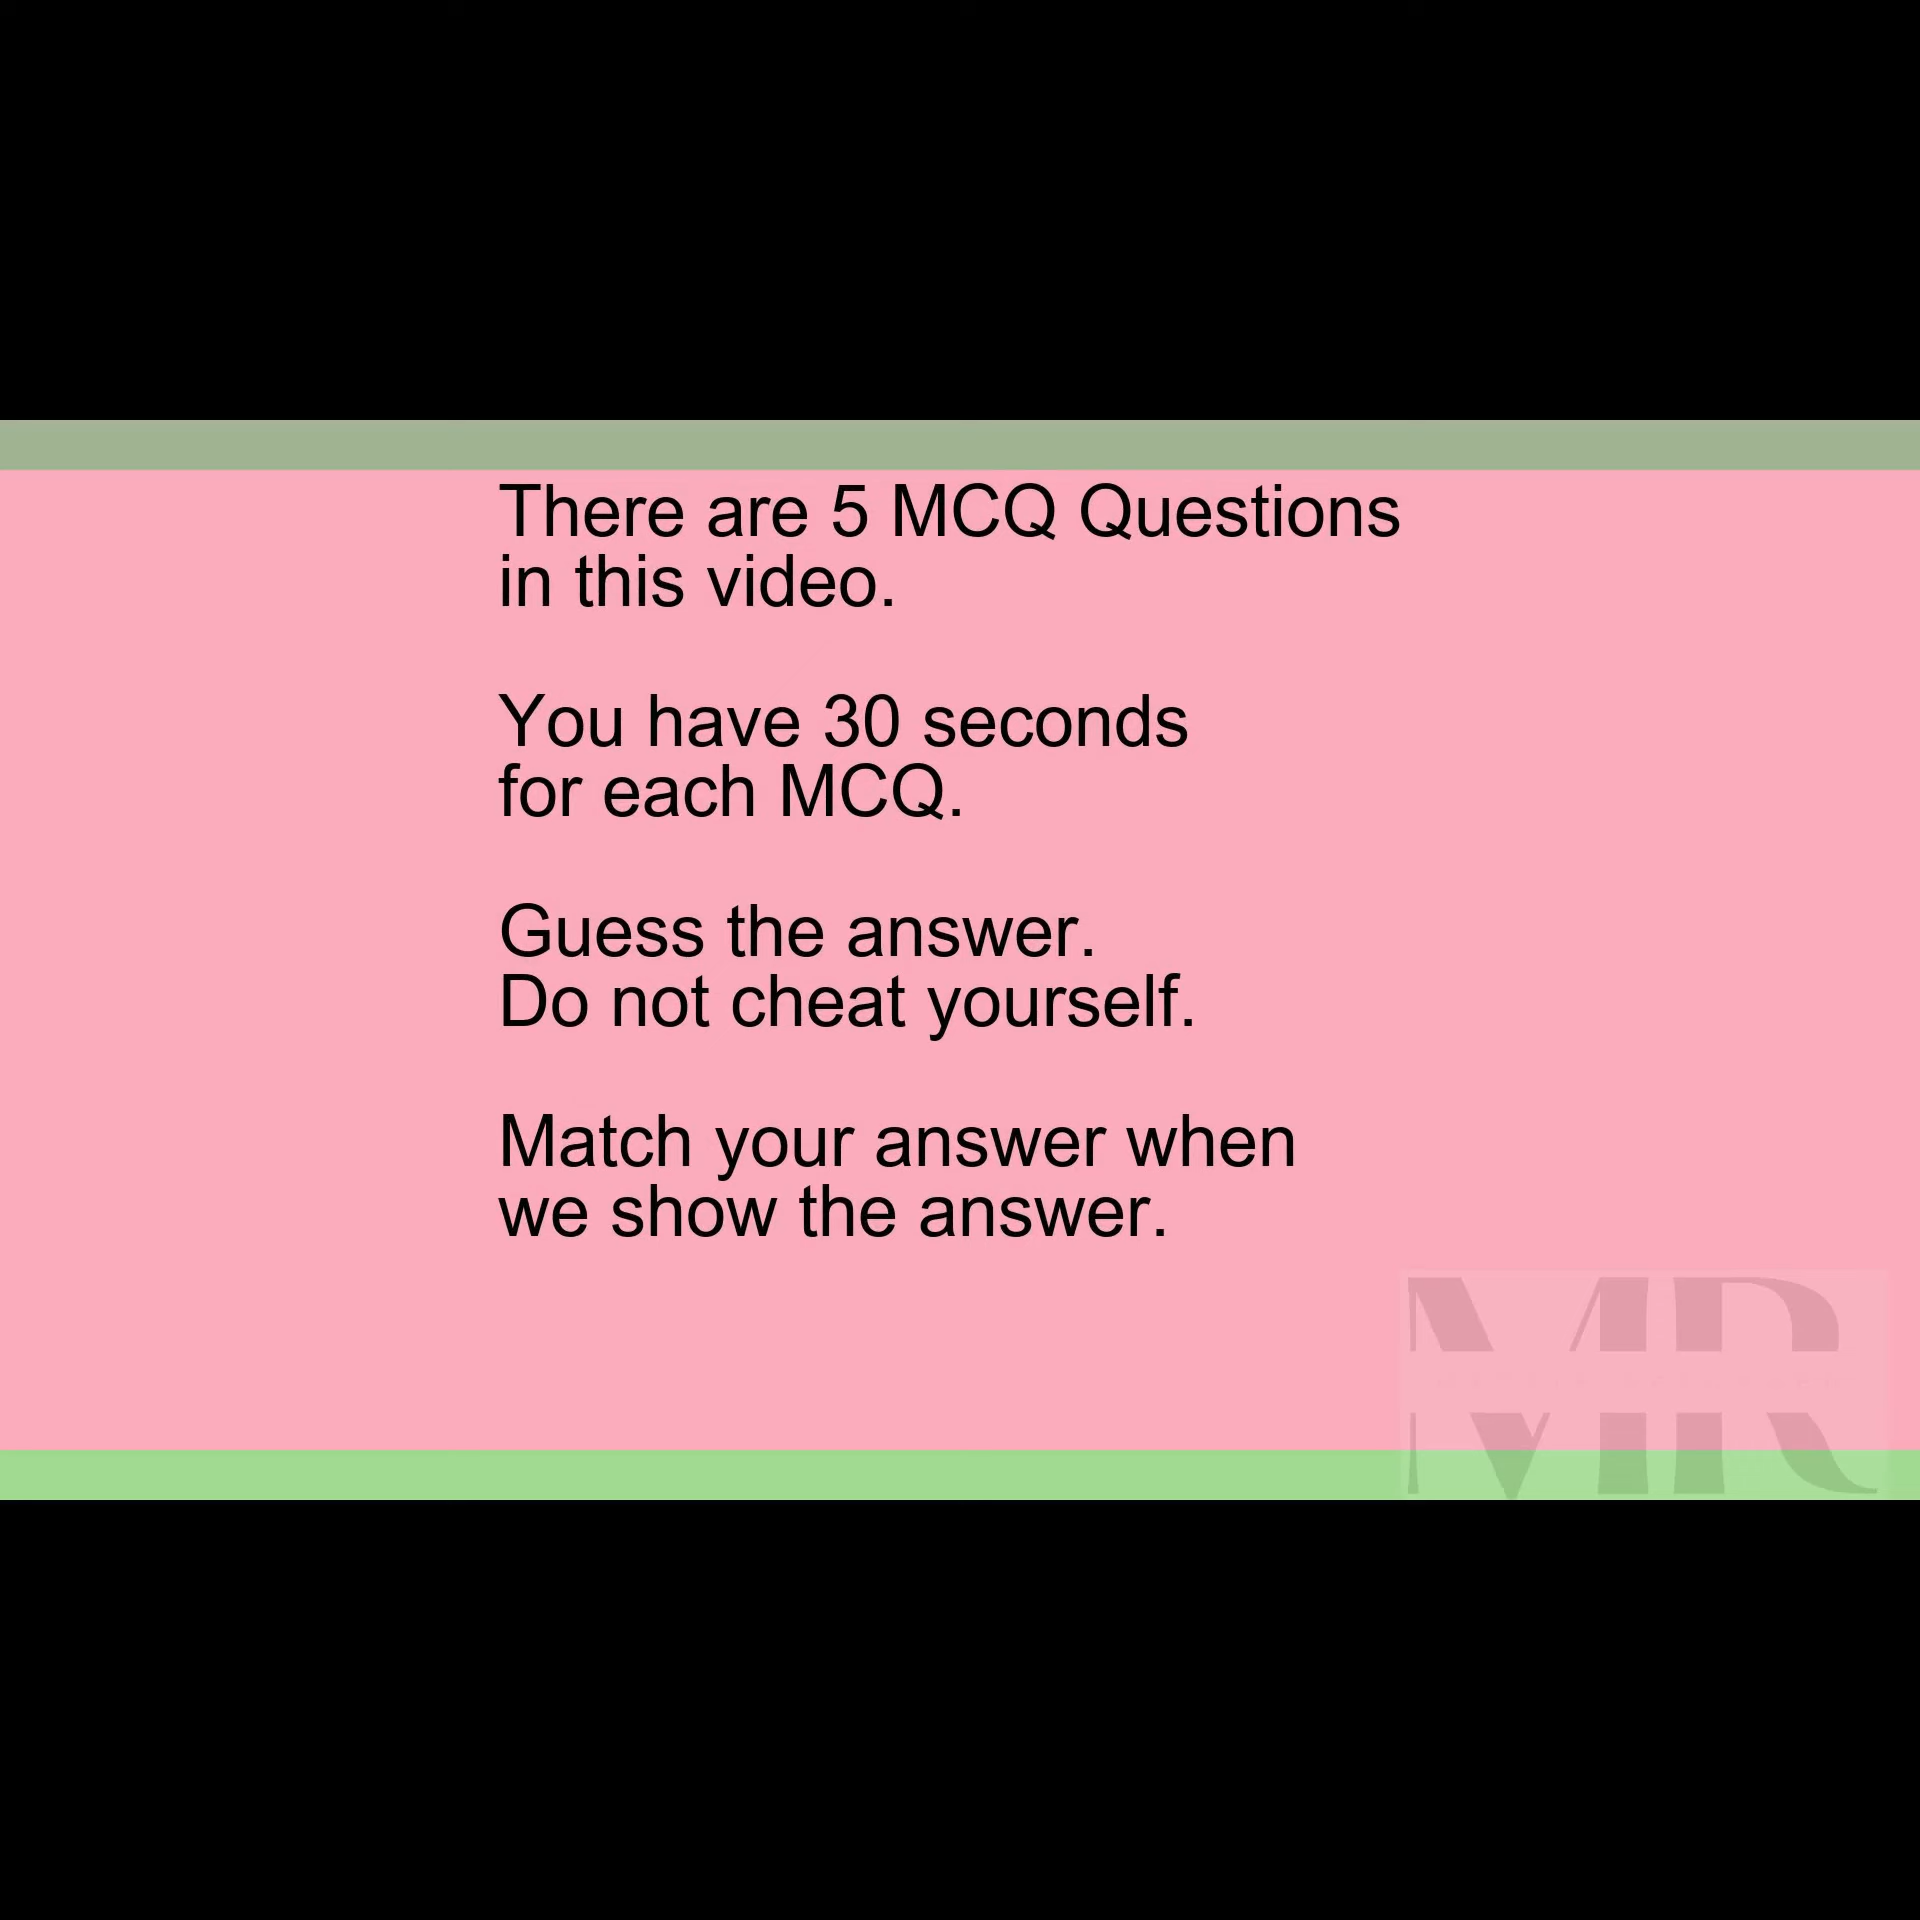 There are 5 MCQ Questions
in this video.
You have 30 seconds
for each MCQ.
Guess the answer.
Do not cheat yourself.
Match your answer when
we show the answer.
MR